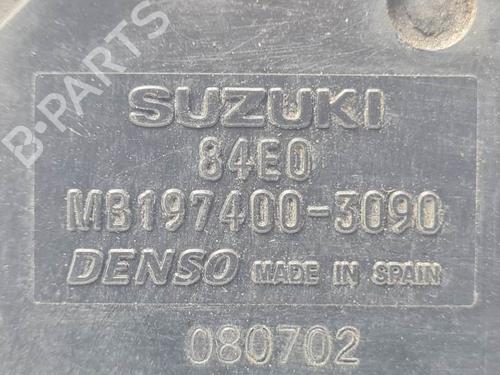 B-PARTS
SUZUKI
84E0
MB197400-3090
DENSO MADE IN SPAIN
080702